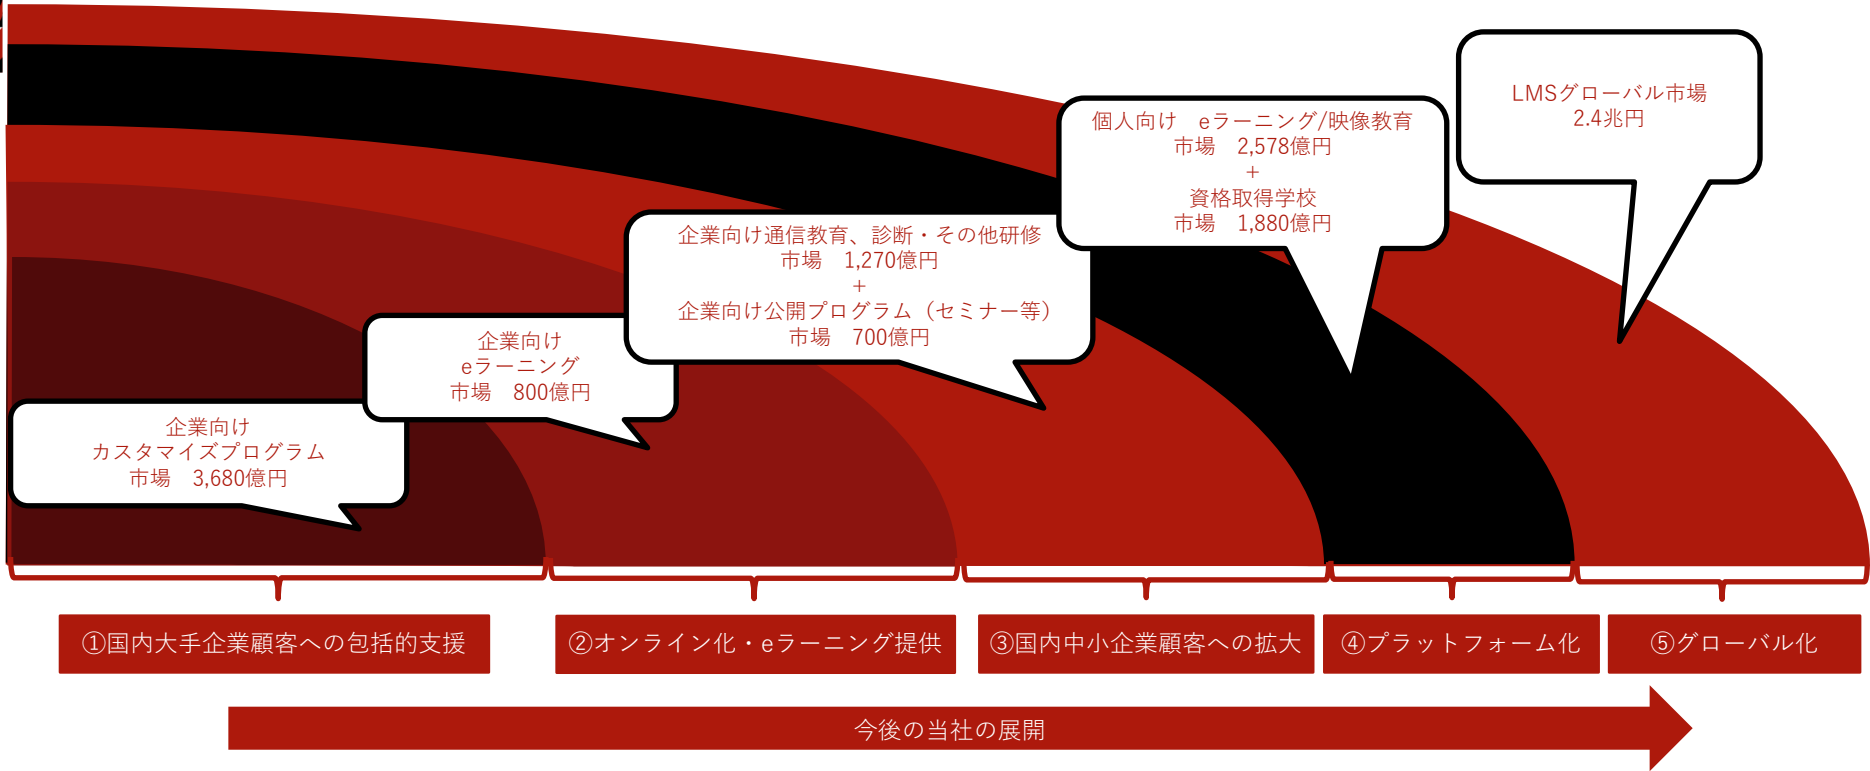 LMSグローバル市場
2.4兆円
個人向け　eラーニング/映像教育
市場　2,578億円
+
資格取得学校
市場　1,880億円
企業向け通信教育、診断・その他研修
市場　1,270億円
+
企業向け公開プログラム（セミナー等）
市場　700億円
企業向け
eラーニング
市場　800億円
企業向け
カスタマイズプログラム
市場　3,680億円
①国内大手企業顧客への包括的支援
②オンライン化・eラーニング提供
③国内中小企業顧客への拡大
④プラットフォーム化
⑤グローバル化
今後の当社の展開